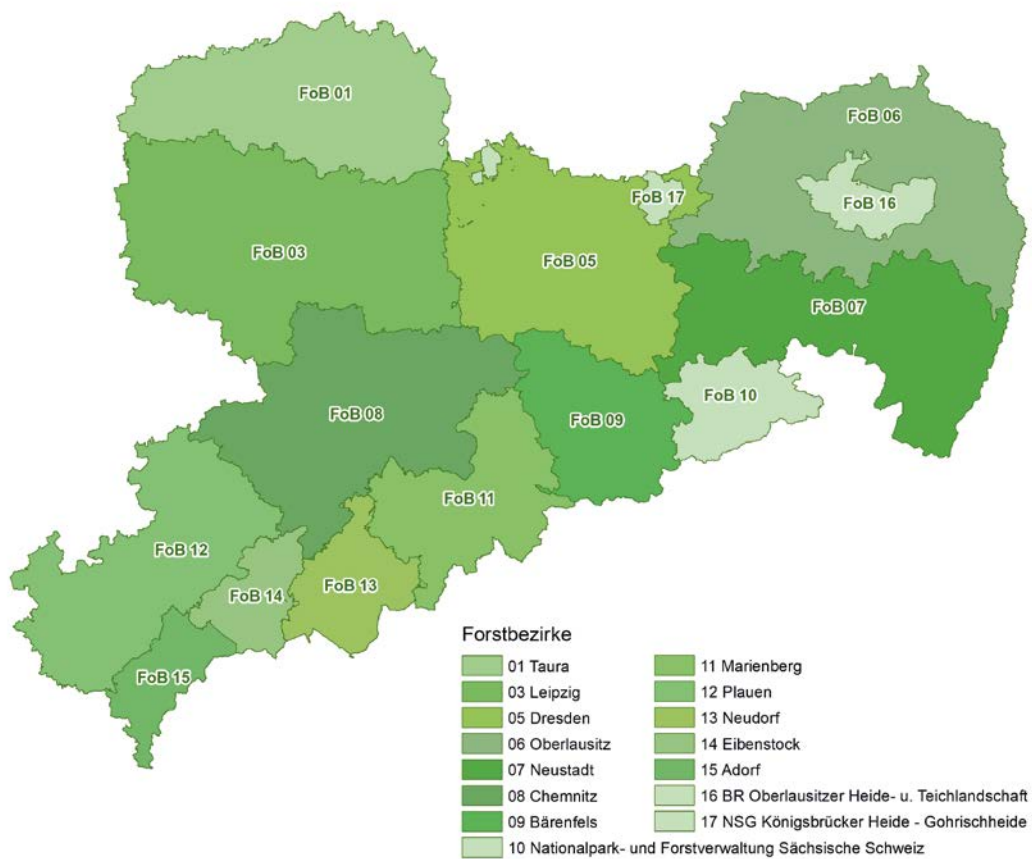 FoB 01
FoB 06
FoB 17
FoB 16
FoB 03
FoB 05
FoB 07
FoB 10
FoB 08
FoB 09
FoB 11
FoB 12
FoB 13
FoB 14
FoB 15
Forstbezirke
01 Taura
03 Leipzig
05 Dresden
06 Oberlausitz
07 Neustadt
08 Chemnitz
09 Bärenfels
10 Nationalpark- und Forstverwaltung Sächsische Schweiz
11 Marienberg
12 Plauen
13 Neudorf
14 Eibenstock
15 Adorf
16 BR Oberlausitzer Heide- u. Teichlandschaft
17 NSG Königsbrücker Heide - Gohrischheide